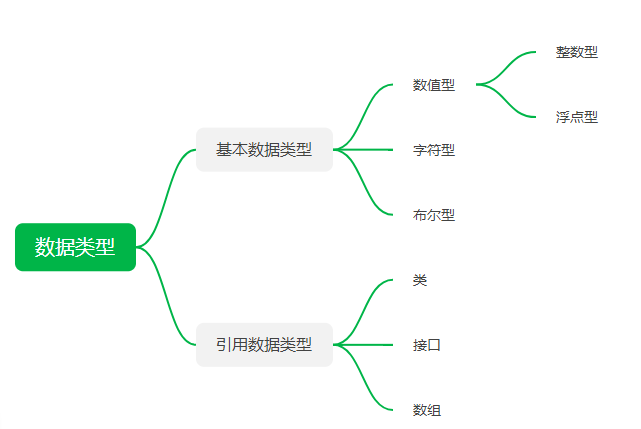 数据类型
基本数据类型
数值型
整数型
浮点型
字符型
布尔型
引用数据类型
类
接口
数组